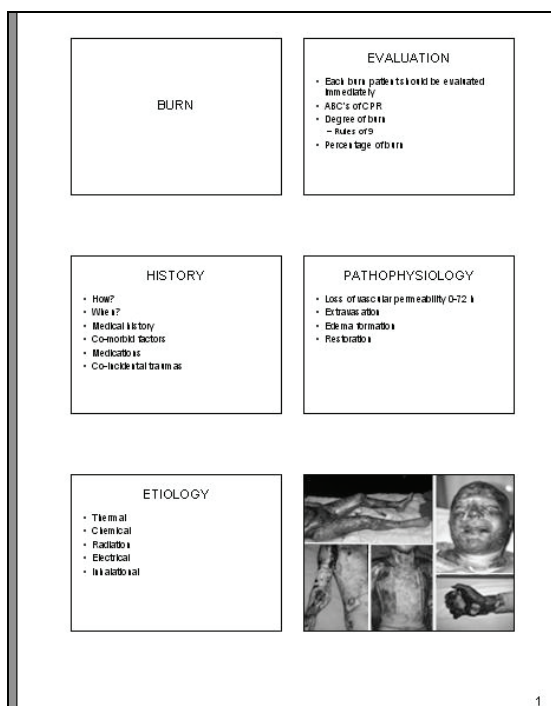 BURN
EVALUATION
• Each burn patient should be evaluated
immediately
• ABC's of CPR
• Degree of burn
– Rules of 9
• Percentage of burn
HISTORY
• How?
• When?
• Medical history
• Co-morbid factors
• Medications
• Co-incidental traumas
PATHOPHYSIOLOGY
• Loss of vascular permeability 0-72 h
• Extravasation
• Edema formation
• Restoration
ETIOLOGY
• Thermal
• Chemical
• Radiation
• Electrical
• Inhalational
1